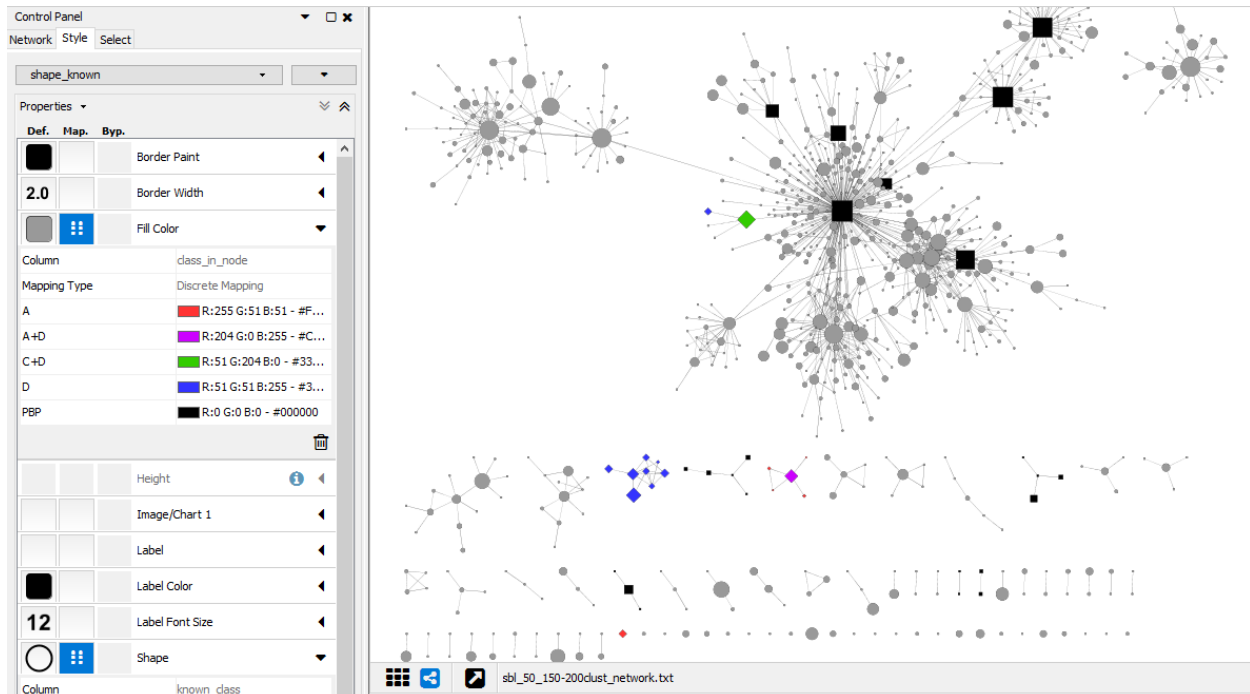 Control Panel
Network Style Select
shape_known
Properties
Def. Map. Byp.
Border Paint
2.0 Border Width
Fill Color
Column class_in_node
Mapping Type Discrete Mapping
A R:255 G:51 B:51 - #F...
A+D R:204 G:0 B:255 - #C...
C+D R:51 G:204 B:0 - #33...
D R:51 G:51 B:255 - #3...
PBP R:0 G:0 B:0 - #000000
Height
Image/Chart 1
Label
Label Color
12 Label Font Size
Shape
Column known_class
sbl_50_150-200clust_network.txt